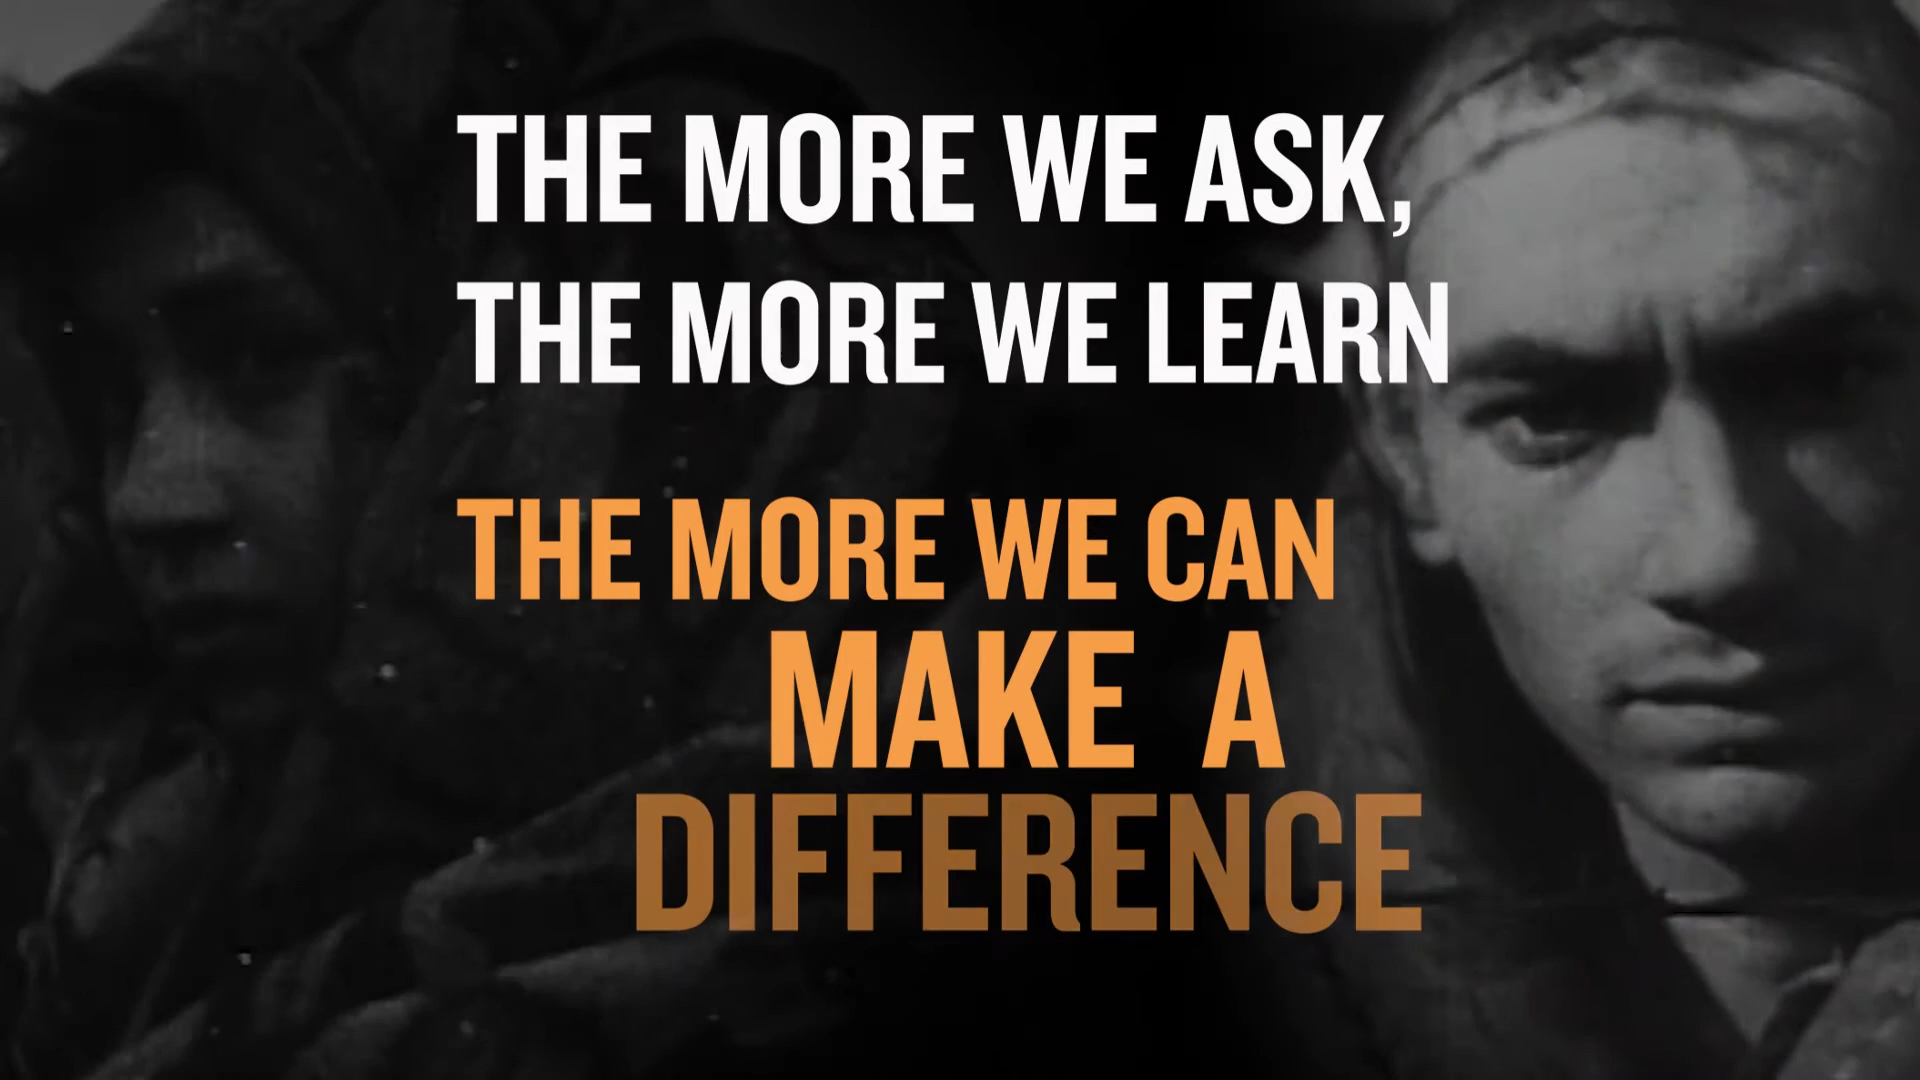 THE MORE WE ASK,
THE MORE WE LEARN
THE MORE WE CAN
MAKE A
DIFFERENCE